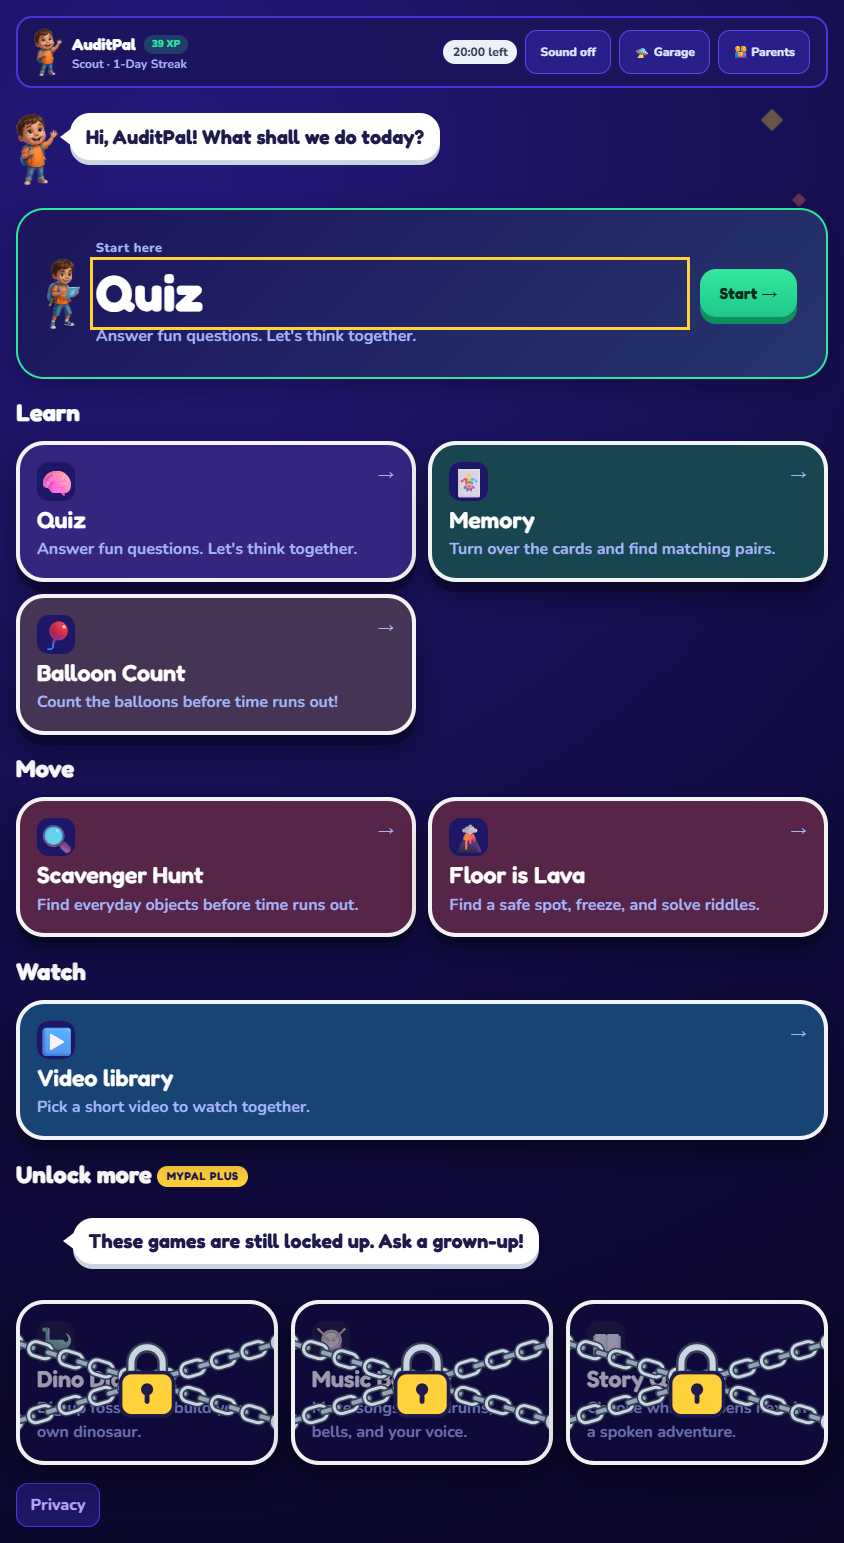 AuditPal 39 XP
Scout · 1-Day Streak
20:00 left
Sound off
Garage
Parents
Hi, AuditPal! What shall we do today?
Start here
Quiz
Answer fun questions. Let's think together.
Start →
Learn
→
Quiz
Answer fun questions. Let's think together.
→
Memory
Turn over the cards and find matching pairs.
→
Balloon Count
Count the balloons before time runs out!
Move
→
Scavenger Hunt
Find everyday objects before time runs out.
→
Floor is Lava
Find a safe spot, freeze, and solve riddles.
Watch
→
Video library
Pick a short video to watch together.
Unlock more MYPAL PLUS
These games are still locked up. Ask a grown-up!
Dino
build
own dinosaur.
Music
songs drums,
bells, and your voice.
Story
a spoken adventure.
Privacy